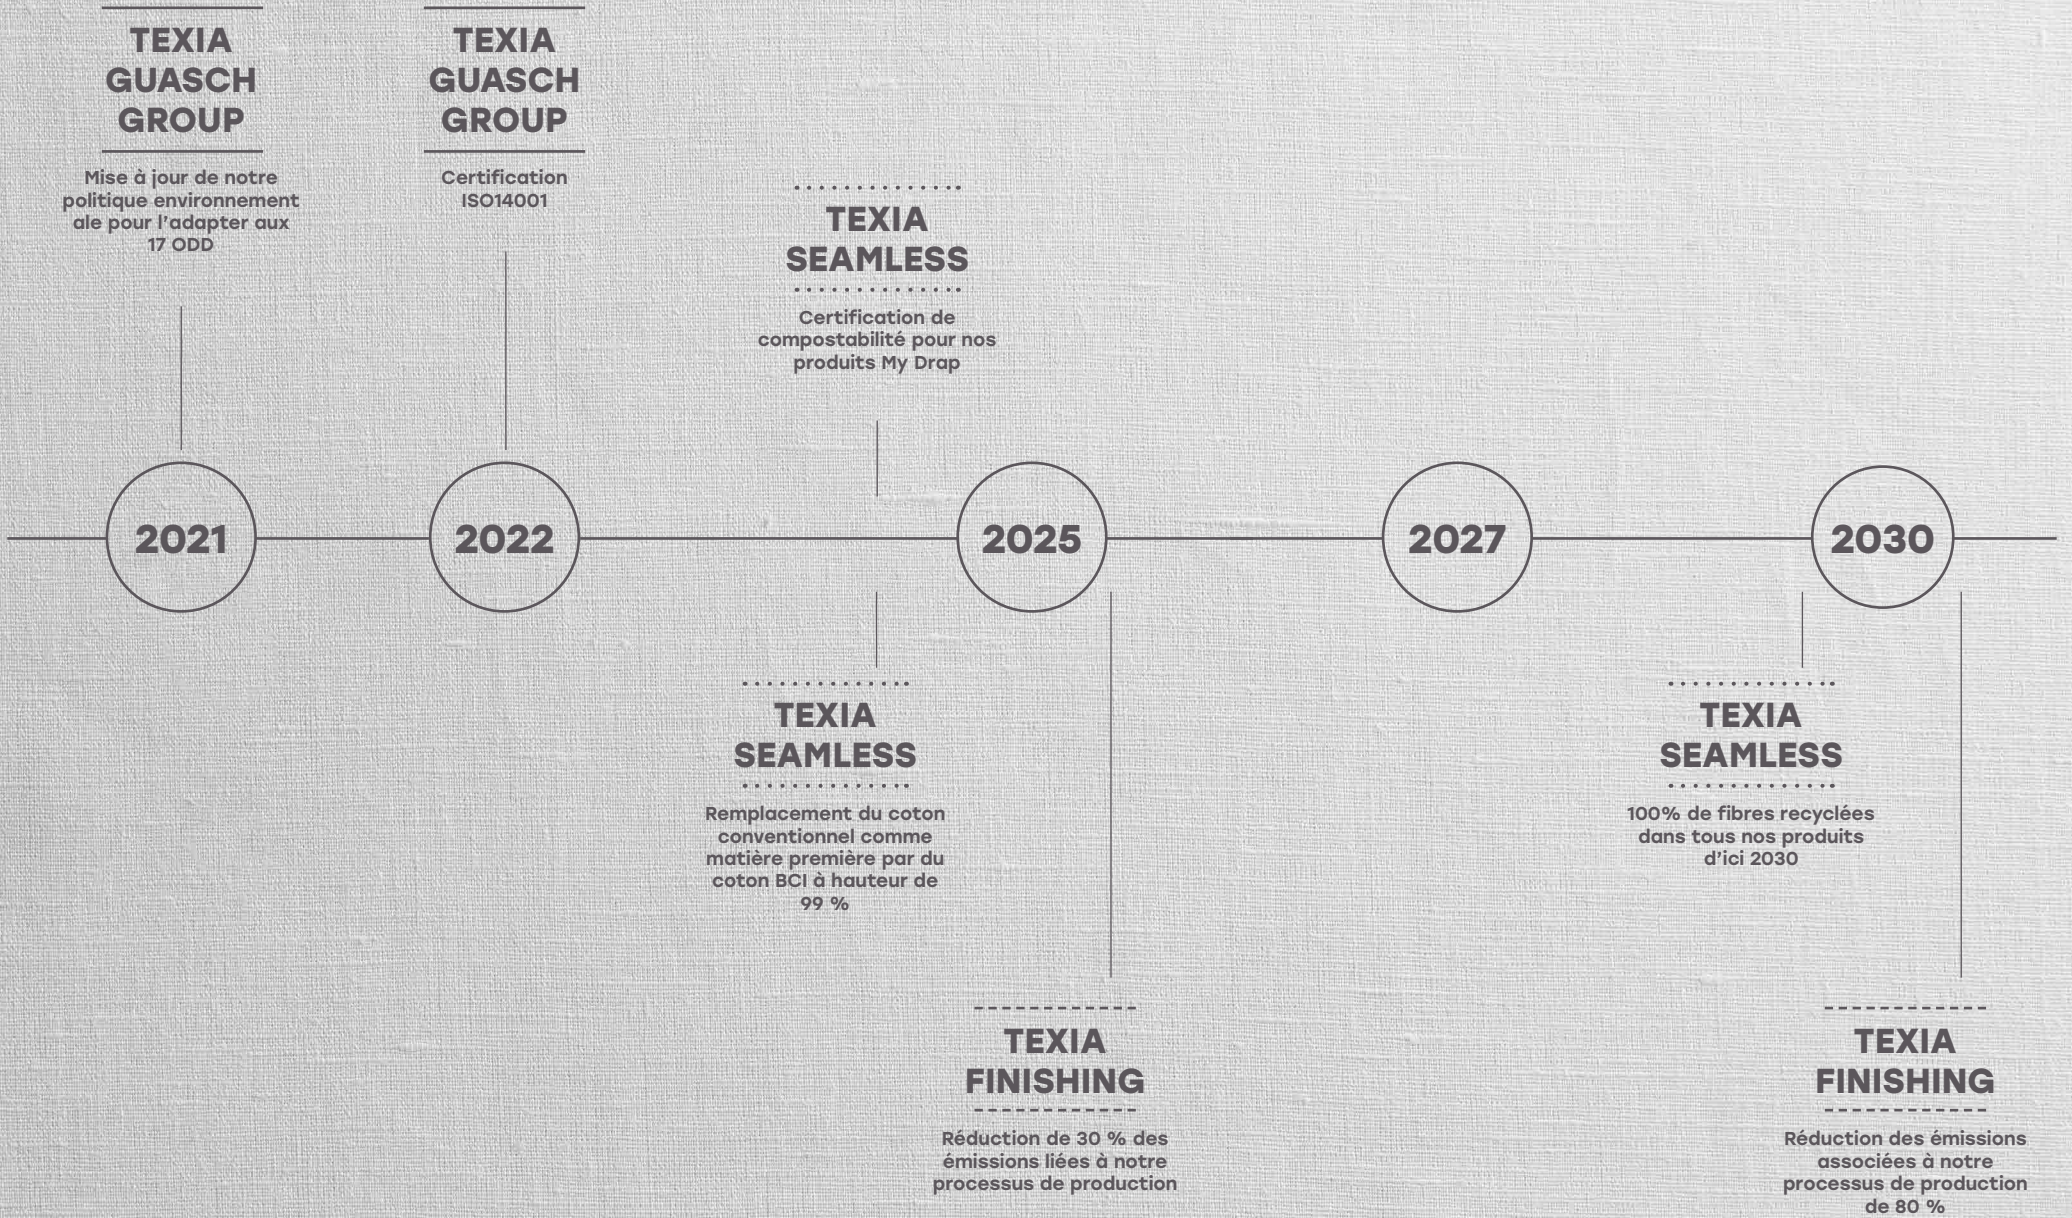 TEXIA
GUASCH
GROUP
Mise à jour de notre
politique environnement
ale pour l'adapter aux
17 ODD
TEXIA
GUASCH
GROUP
Certification
ISO14001
TEXIA
SEAMLESS
Certification de
compostabilité pour nos
produits My Drap
2021
2022
2025
2027
2030
TEXIA
SEAMLESS
Remplacement du coton
conventionnel comme
matière première par du
coton BCI à hauteur de
99 %
TEXIA
SEAMLESS
100% de fibres recyclées
dans tous nos produits
d'ici 2030
TEXIA
FINISHING
Réduction de 30 % des
émissions liées à notre
processus de production
TEXIA
FINISHING
Réduction des émissions
associées à notre
processus de production
de 80 %